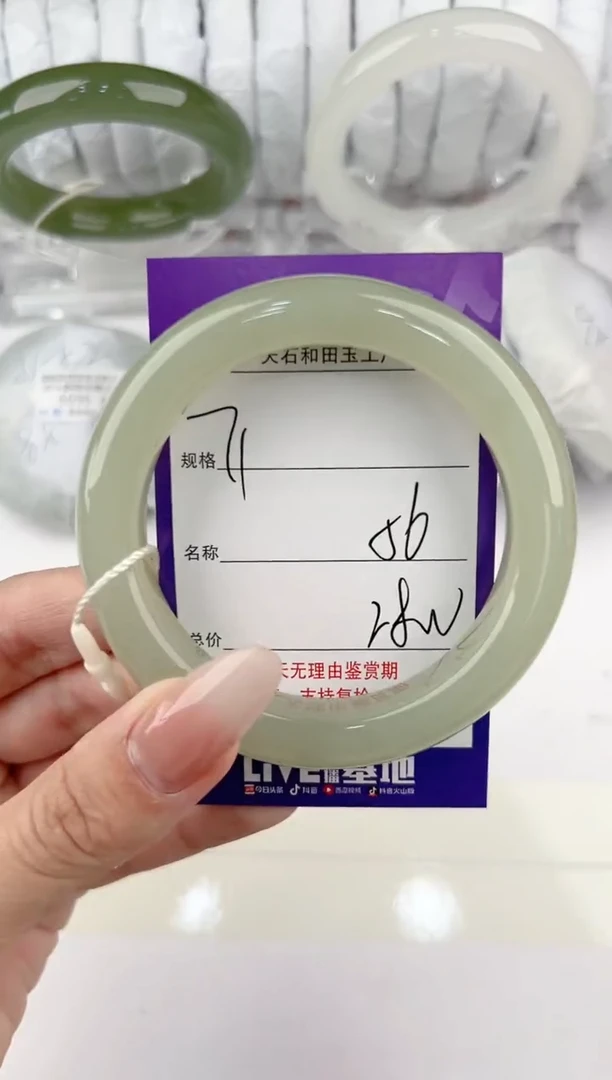 天石和田玉工厂
规格 71
名称 56
总价 28W
天无理由鉴赏期
支持复检
LIVE 基地
今日头条 抖音 西瓜视频 抖音火山版